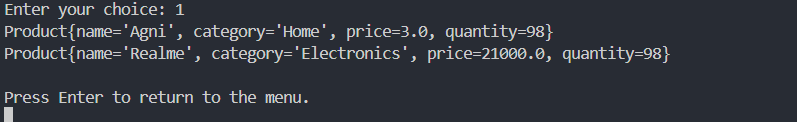 Enter your choice: 1
Product{name='Agni', category='Home', price=3.0, quantity=98}
Product{name='Realme', category='Electronics', price=21000.0, quantity=98}
Press Enter to return to the menu.